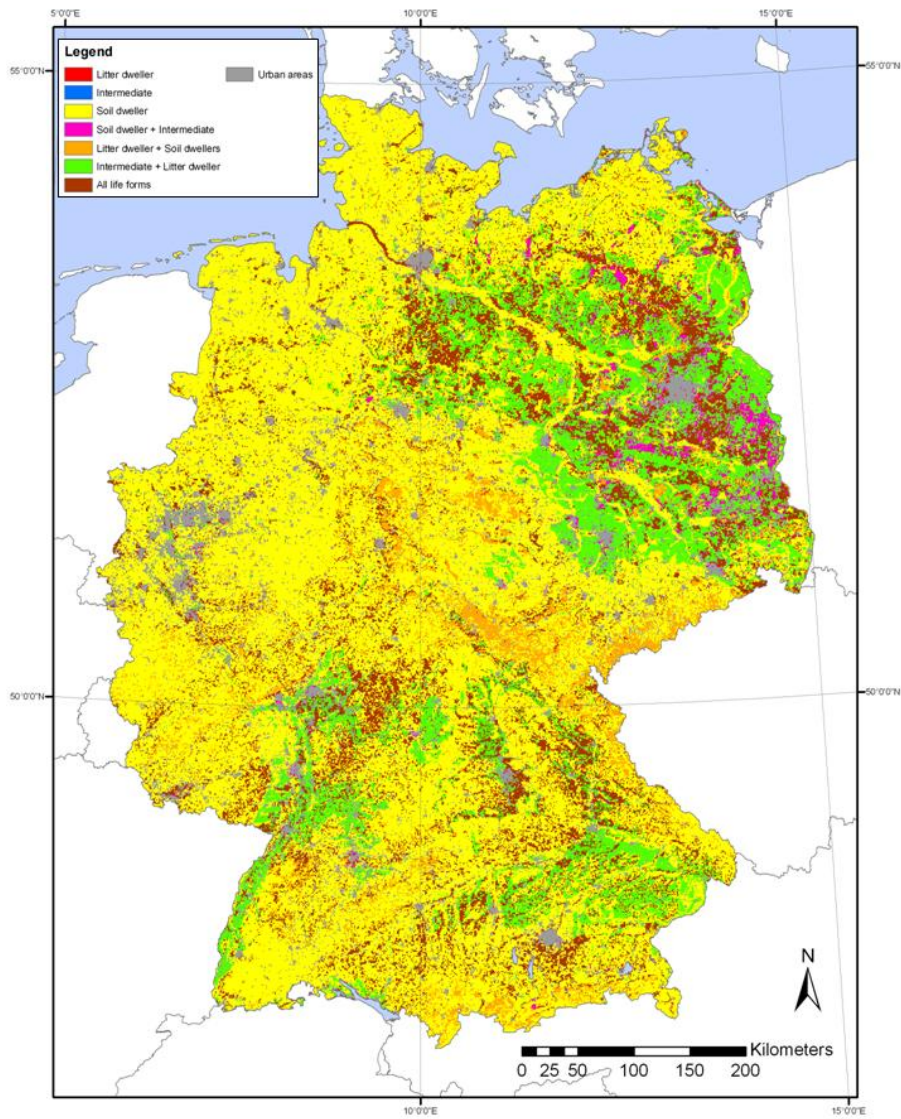 5°0'0"E 10°0'0"E 15°0'0"E
Legend
Litter dweller
Urban areas
Intermediate
Soil dweller
Soil dweller + Intermediate
Litter dweller + Soil dwellers
Intermediate + Litter dweller
All life forms
55°0'0"N 55°0'0"N
50°0'0"N 50°0'0"N
N
Kilometers
0 25 50 100 150 200
10°0'0"E 15°0'0"E